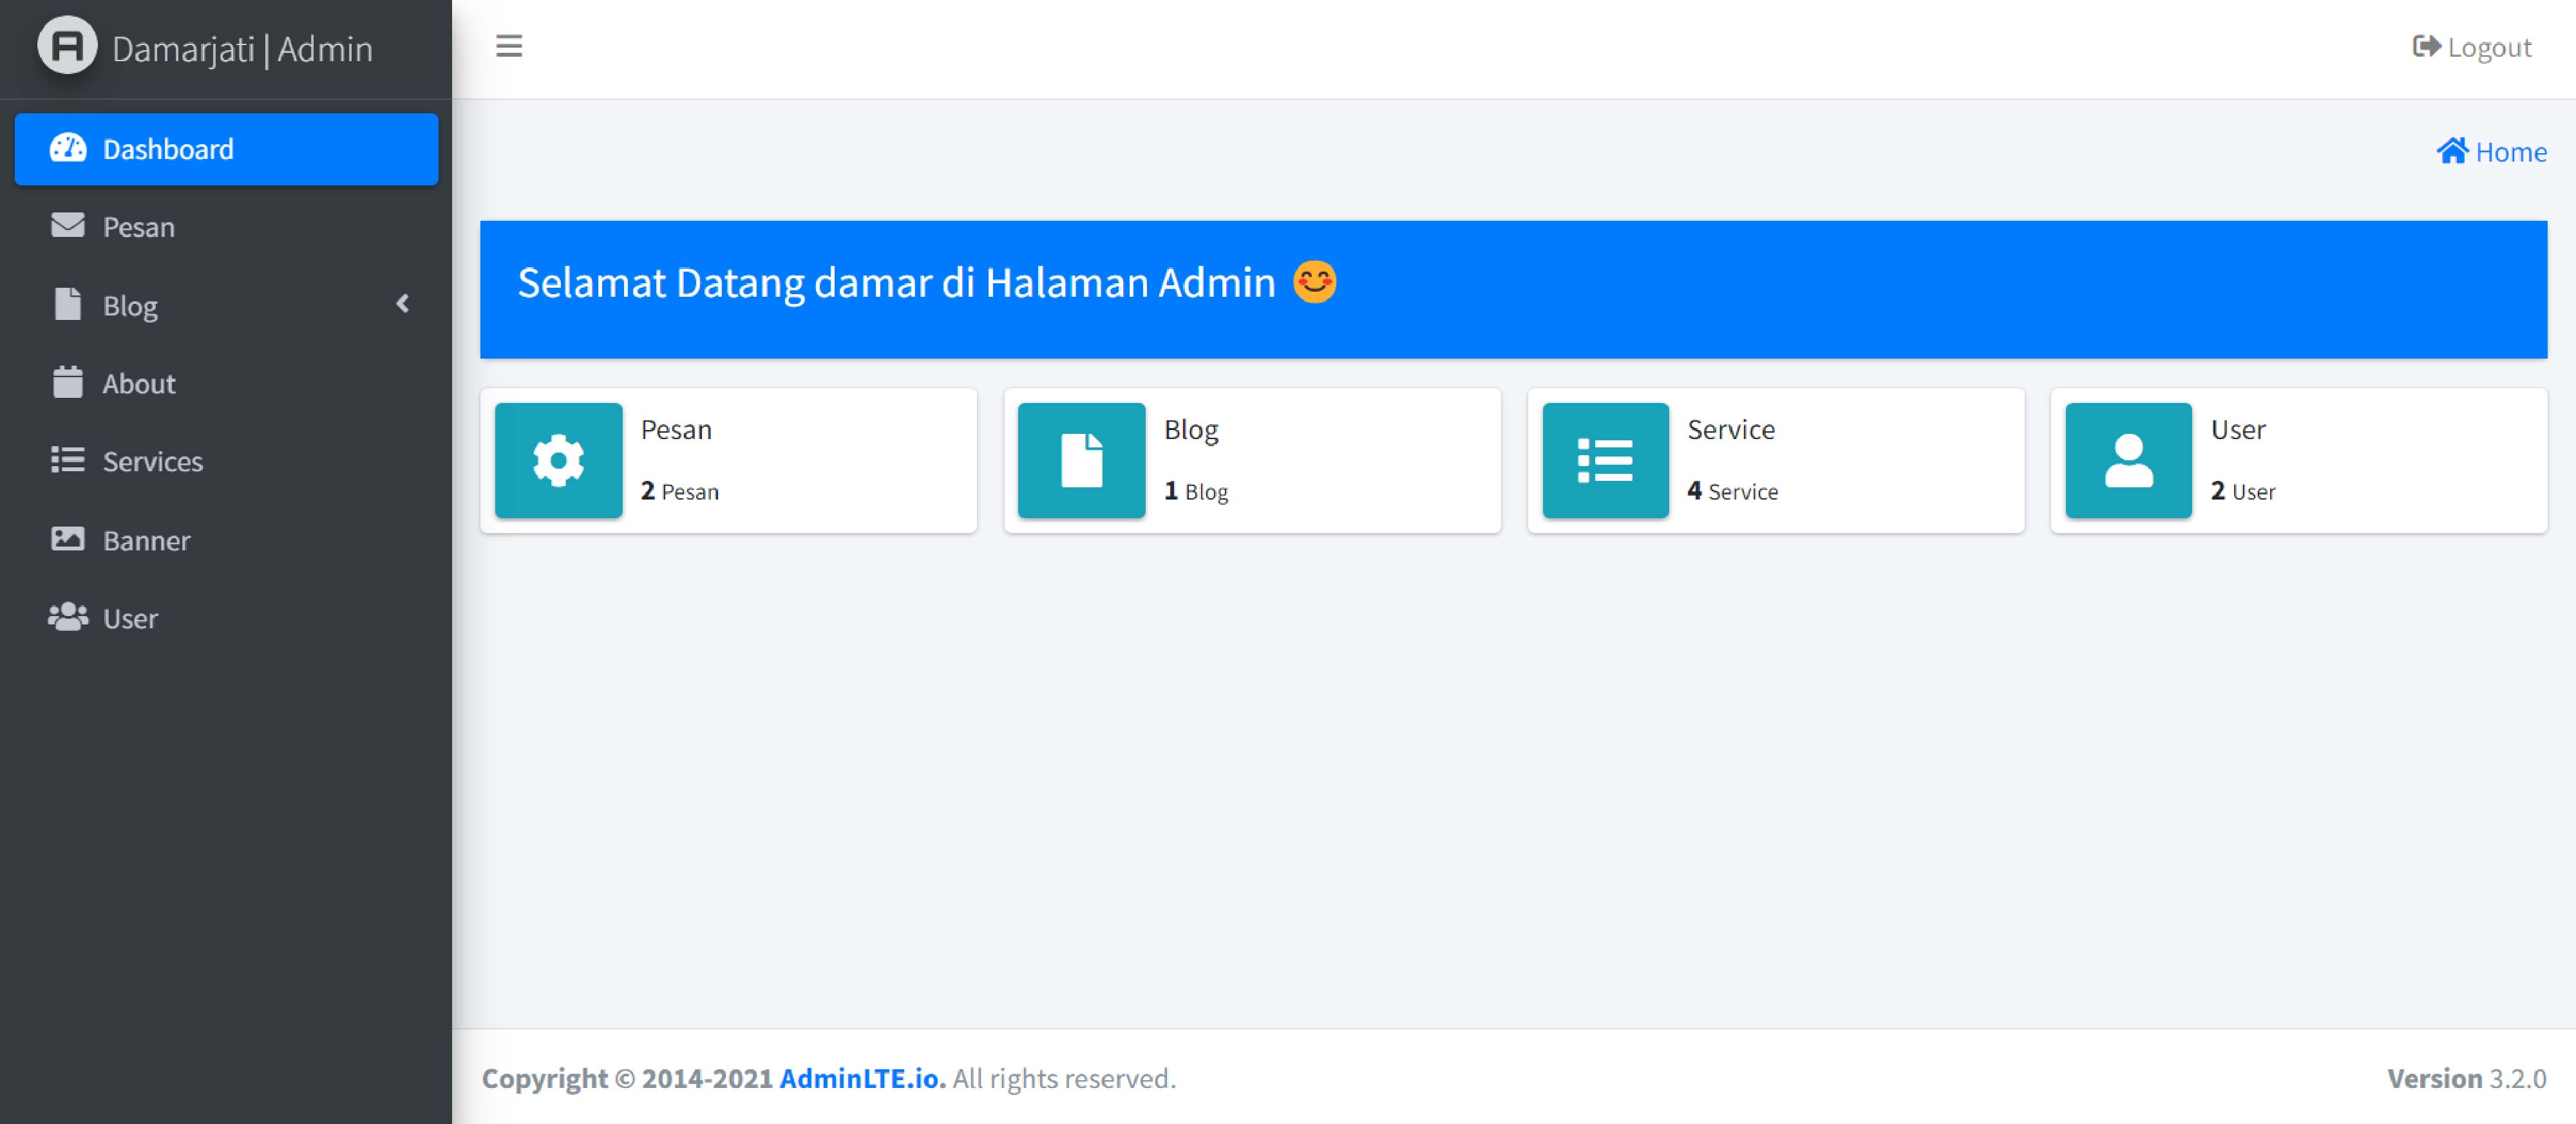 Damarjati | Admin
Logout
Dashboard
Pesan
Blog
About
Services
Banner
User
Home
Selamat Datang damar di Halaman Admin 😊
Pesan
2 Pesan
Blog
1 Blog
Service
4 Service
User
2 User
Copyright © 2014-2021 AdminLTE.io. All rights reserved.
Version 3.2.0